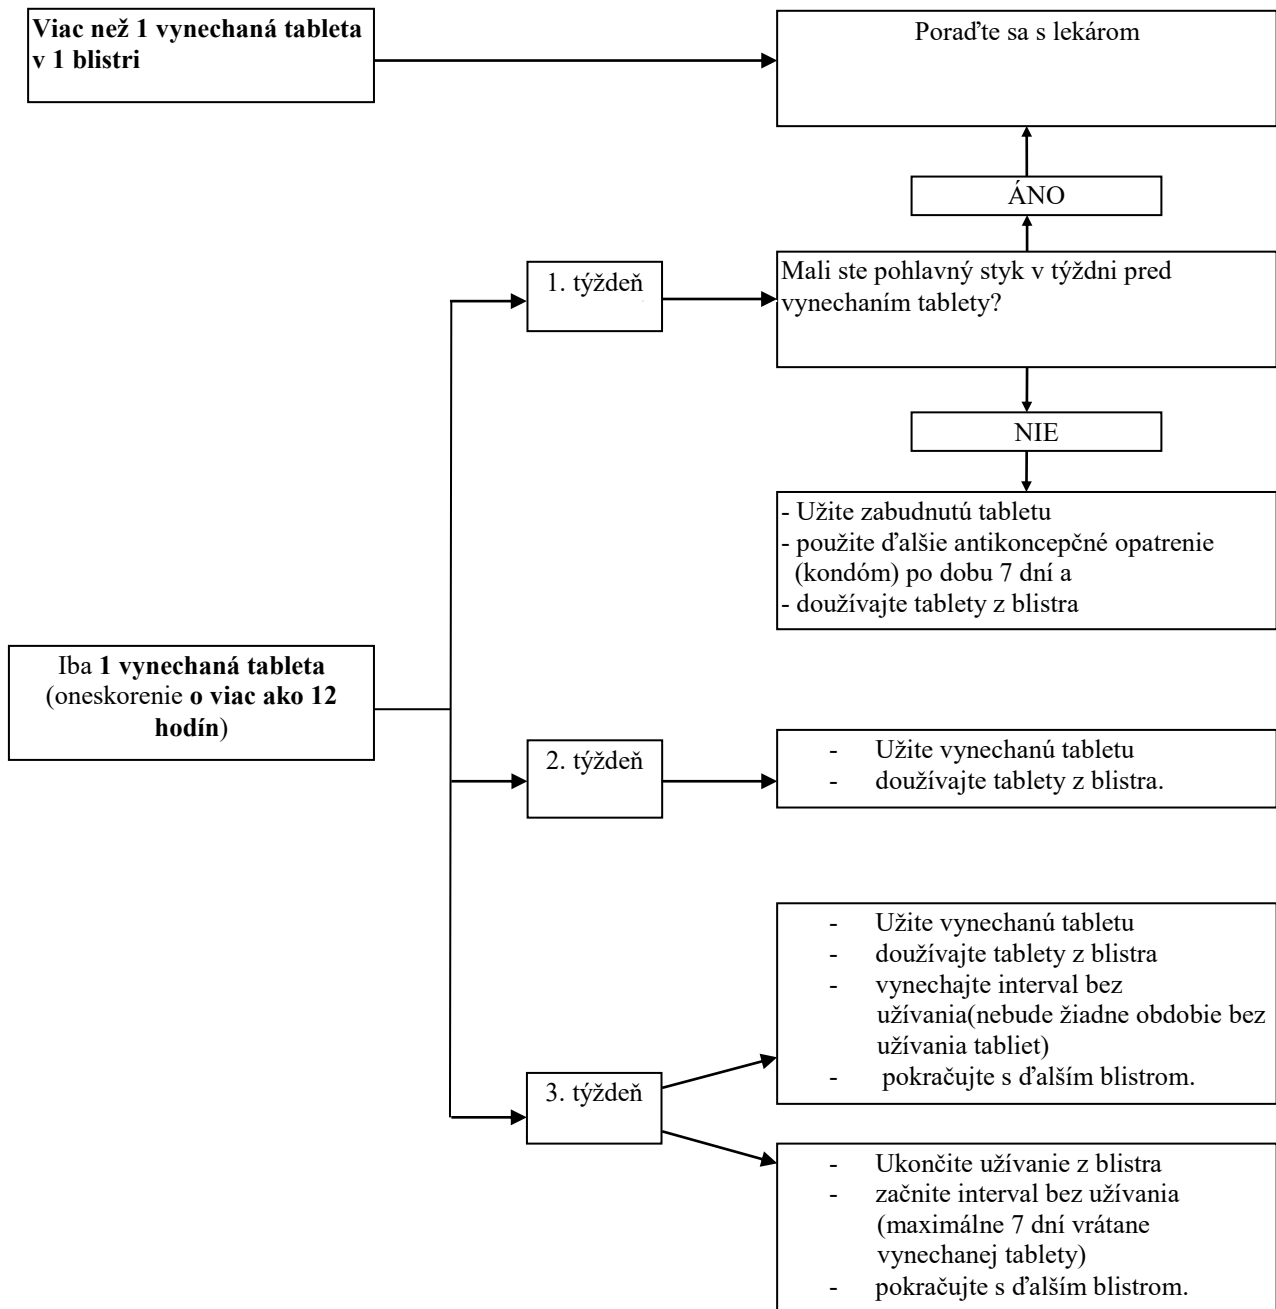 Viac než 1 vynechaná tableta
v 1 blistri
Poraďte sa s lekárom
ÁNO
1. týždeň
Mali ste pohlavný styk v týždni pred
vynechaním tablety?
NIE
- Užite zabudnutú tabletu
- použite ďalšie antikoncepčné opatrenie
(kondóm) po dobu 7 dní a
- doužívajte tablety z blistra
Iba 1 vynechaná tableta
(oneskorenie o viac ako 12
hodín)
2. týždeň
- Užite vynechanú tabletu
- doužívajte tablety z blistra.
3. týždeň
- Užite vynechanú tabletu
- doužívajte tablety z blistra
- vynechajte interval bez
užívania(nebude žiadne obdobie bez
užívania tabliet)
- pokračujte s ďalším blistrom.
- Ukončite užívanie z blistra
- začnite interval bez užívania
(maximálne 7 dní vrátane
vynechanej tablety)
- pokračujte s ďalším blistrom.